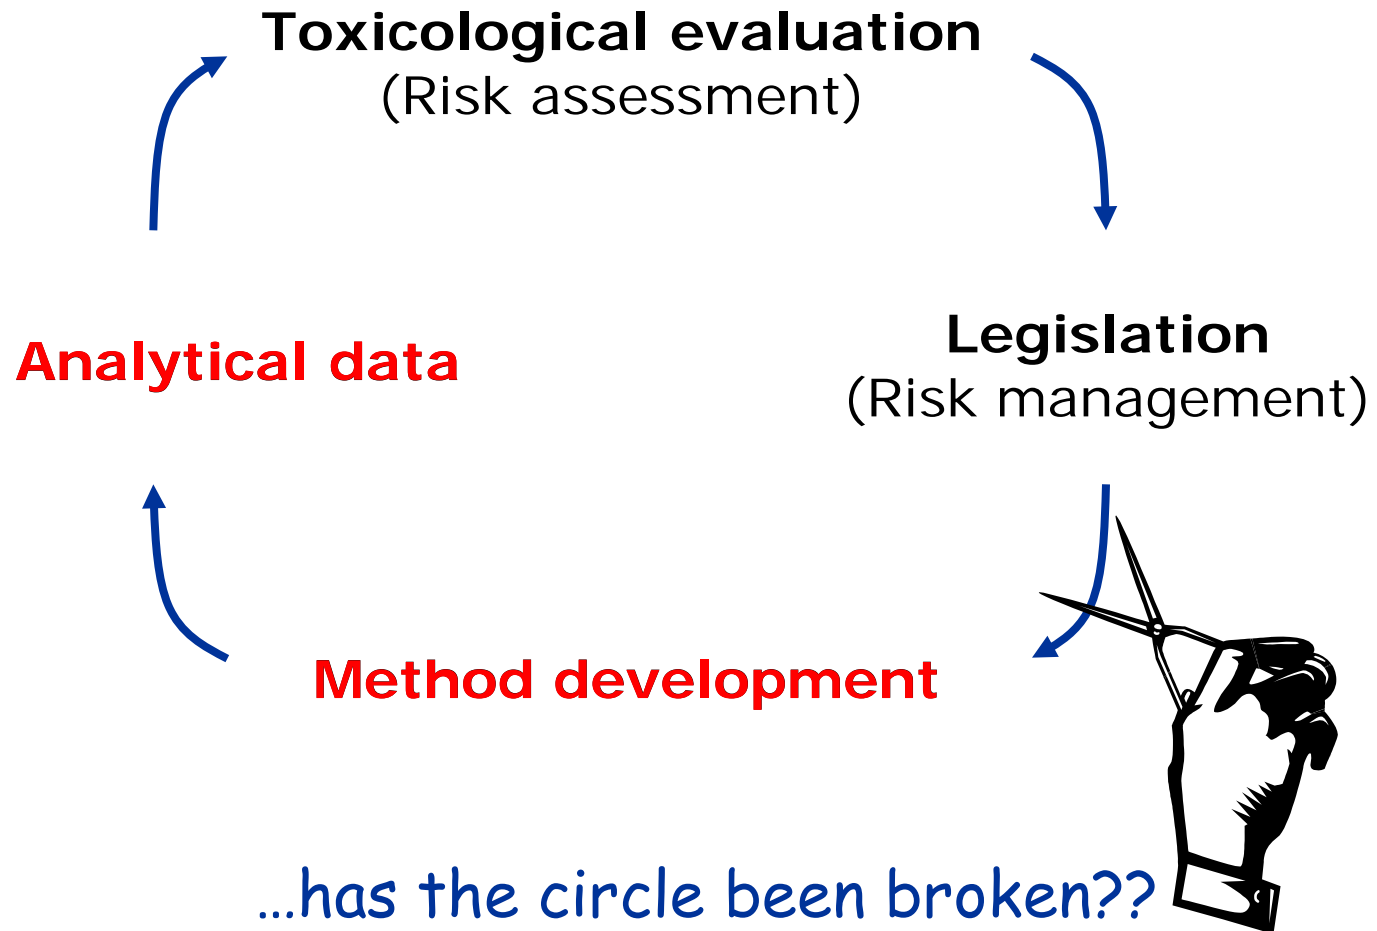 Toxicological evaluation
(Risk assessment)
Legislation
(Risk management)
Analytical data
Method development
...has the circle been broken??